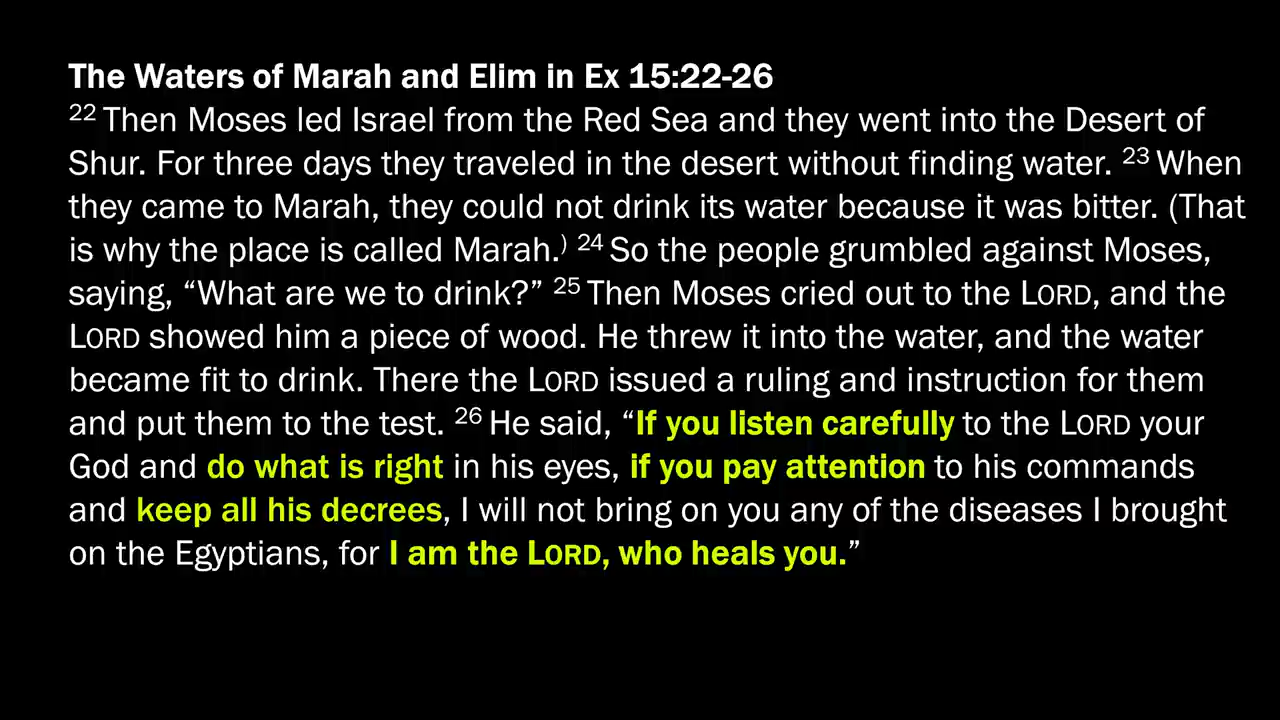 The Waters of Marah and Elim in Ex 15:22-26
22 Then Moses led Israel from the Red Sea and they went into the Desert of
Shur. For three days they traveled in the desert without finding water. 23 When
they came to Marah, they could not drink its water because it was bitter. (That
is why the place is called Marah.) 24 So the people grumbled against Moses,
saying, “What are we to drink?” 25 Then Moses cried out to the LORD, and the
LORD showed him a piece of wood. He threw it into the water, and the water
became fit to drink. There the LORD issued a ruling and instruction for them
and put them to the test. 26 He said, “If you listen carefully to the LORD your
God and do what is right in his eyes, if you pay attention to his commands
and keep all his decrees, I will not bring on you any of the diseases I brought
on the Egyptians, for I am the LORD, who heals you.”